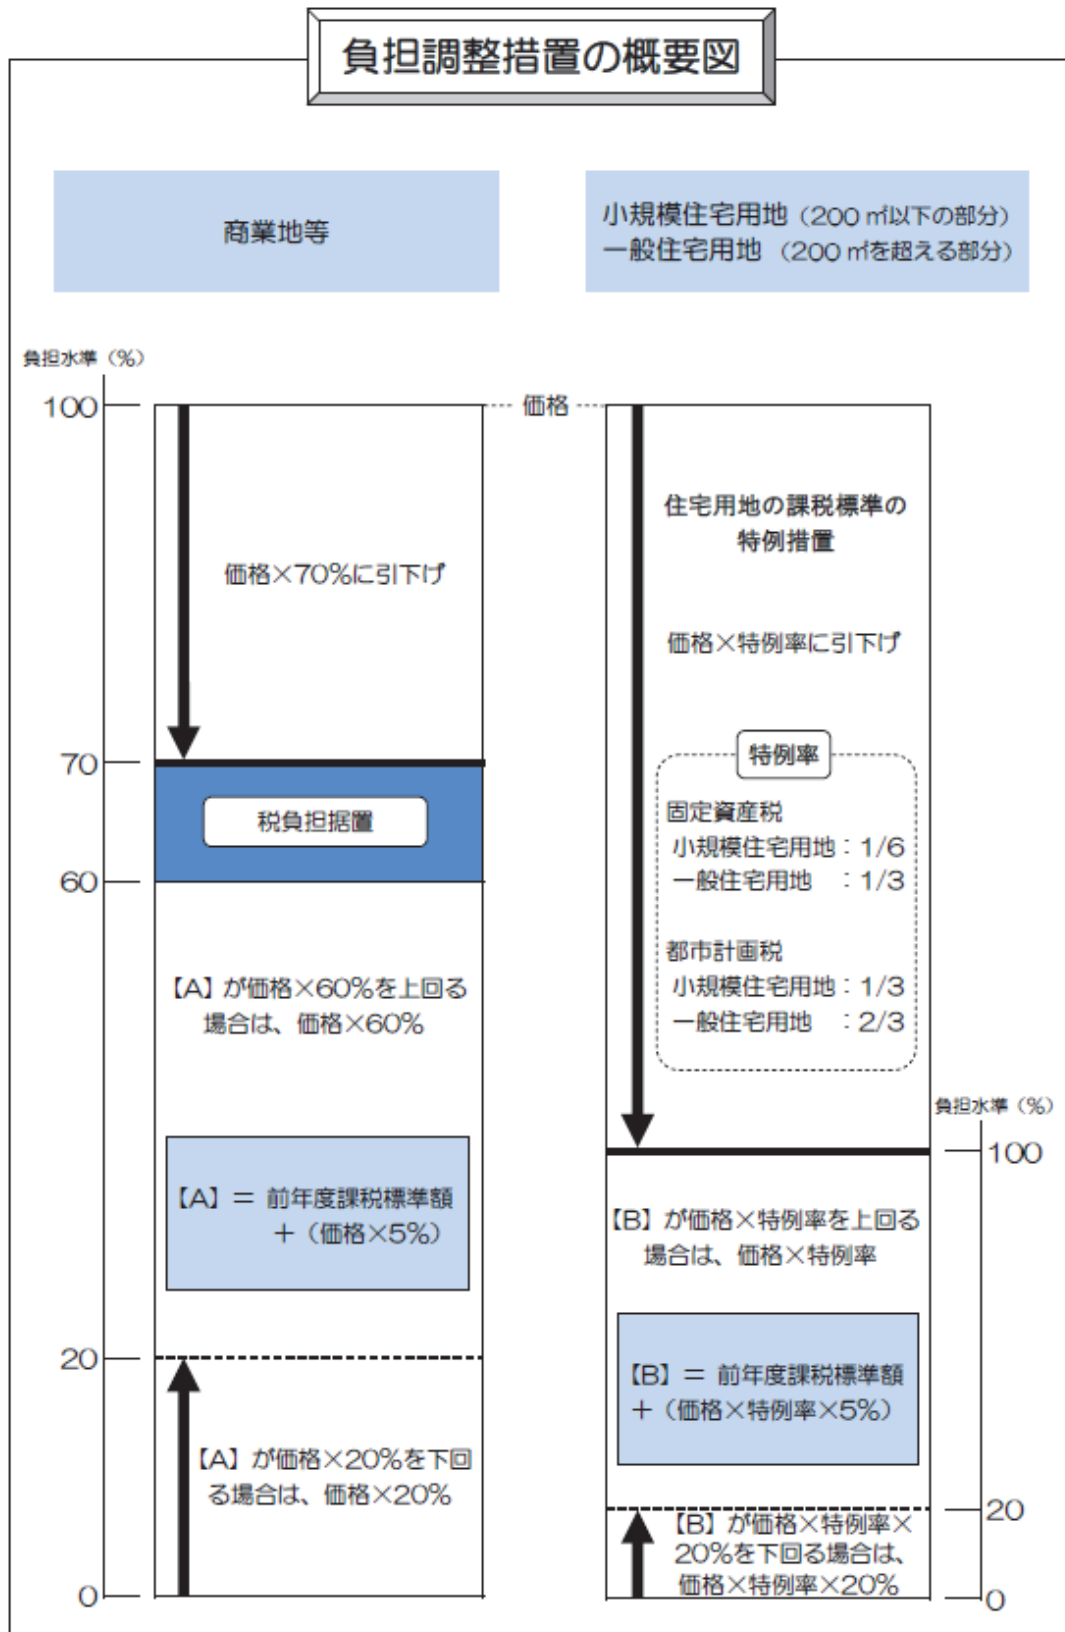 負担調整措置の概要図
商業地等
小規模住宅用地（200 ㎡以下の部分）
一般住宅用地 （200 ㎡を超える部分）
負担水準（%）
100
価格
価格×70%に引下げ
70
税負担据置
60
【A】が価格×60%を上回る
場合は、価格×60%
【A】＝ 前年度課税標準額
＋（価格×5%）
20
【A】が価格×20%を下回
る場合は、価格×20%
0
住宅用地の課税標準の
特例措置
価格×特例率に引下げ
特例率
固定資産税
小規模住宅用地：1/6
一般住宅用地 ：1/3
都市計画税
小規模住宅用地：1/3
一般住宅用地 ：2/3
負担水準（%）
100
【B】が価格×特例率を上回る
場合は、価格×特例率
【B】＝ 前年度課税標準額
＋（価格×特例率×5%）
20
【B】が価格×特例率×
20%を下回る場合は、
価格×特例率×20%
0